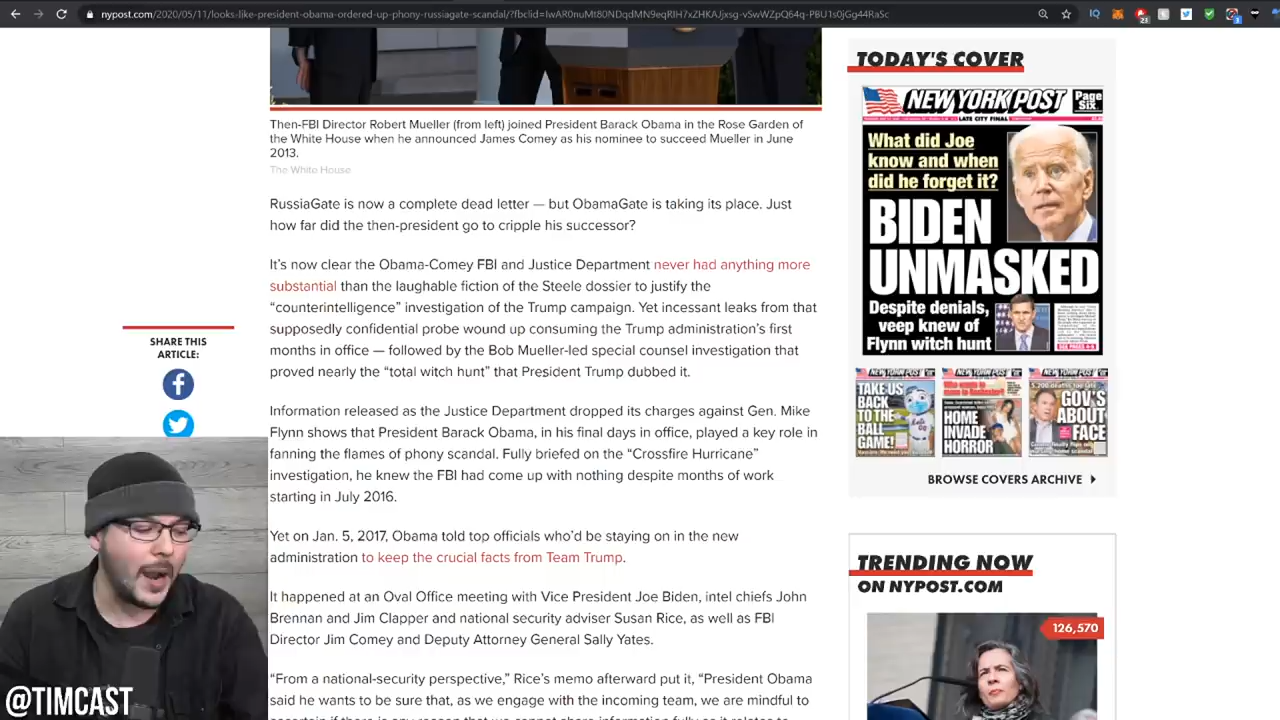 nypost.com/2020/05/11/looks-like-president-obama-ordered-up-phony-russiagate-scandal/
TODAY'S COVER
NEW YORK POST
Page Six
LATE CITY FINAL
What did Joe
know and when
did he forget it?
BIDEN
UNMASKED
Despite denials,
veep knew of
Flynn witch hunt
TAKE US
BACK
TO THE
BALL
GAME!
HOME
INVADE
HORROR
GOV'S
ABOUT
FACE
BROWSE COVERS ARCHIVE
TRENDING NOW
ON NYPOST.COM
126,570
Then-FBI Director Robert Mueller (from left) joined President Barack Obama in the Rose Garden of
the White House when he announced James Comey as his nominee to succeed Mueller in June
2013.
The White House
RussiaGate is now a complete dead letter — but ObamaGate is taking its place. Just
how far did the then-president go to cripple his successor?
It's now clear the Obama-Comey FBI and Justice Department never had anything more
substantial than the laughable fiction of the Steele dossier to justify the
“counterintelligence” investigation of the Trump campaign. Yet incessant leaks from that
supposedly confidential probe wound up consuming the Trump administration's first
months in office — followed by the Bob Mueller-led special counsel investigation that
proved nearly the “total witch hunt” that President Trump dubbed it.
Information released as the Justice Department dropped its charges against Gen. Mike
Flynn shows that President Barack Obama, in his final days in office, played a key role in
fanning the flames of phony scandal. Fully briefed on the “Crossfire Hurricane”
investigation, he knew the FBI had come up with nothing despite months of work
starting in July 2016.
Yet on Jan. 5, 2017, Obama told top officials who'd be staying on in the new
administration to keep the crucial facts from Team Trump.
It happened at an Oval Office meeting with Vice President Joe Biden, intel chiefs John
Brennan and Jim Clapper and national security adviser Susan Rice, as well as FBI
Director Jim Comey and Deputy Attorney General Sally Yates.
“From a national-security perspective,” Rice's memo afterward put it, “President Obama
said he wants to be sure that, as we engage with the incoming team, we are mindful to
ascertain if there is any reason that we cannot share information fully as it relates to
SHARE THIS
ARTICLE:
@TIMCAST